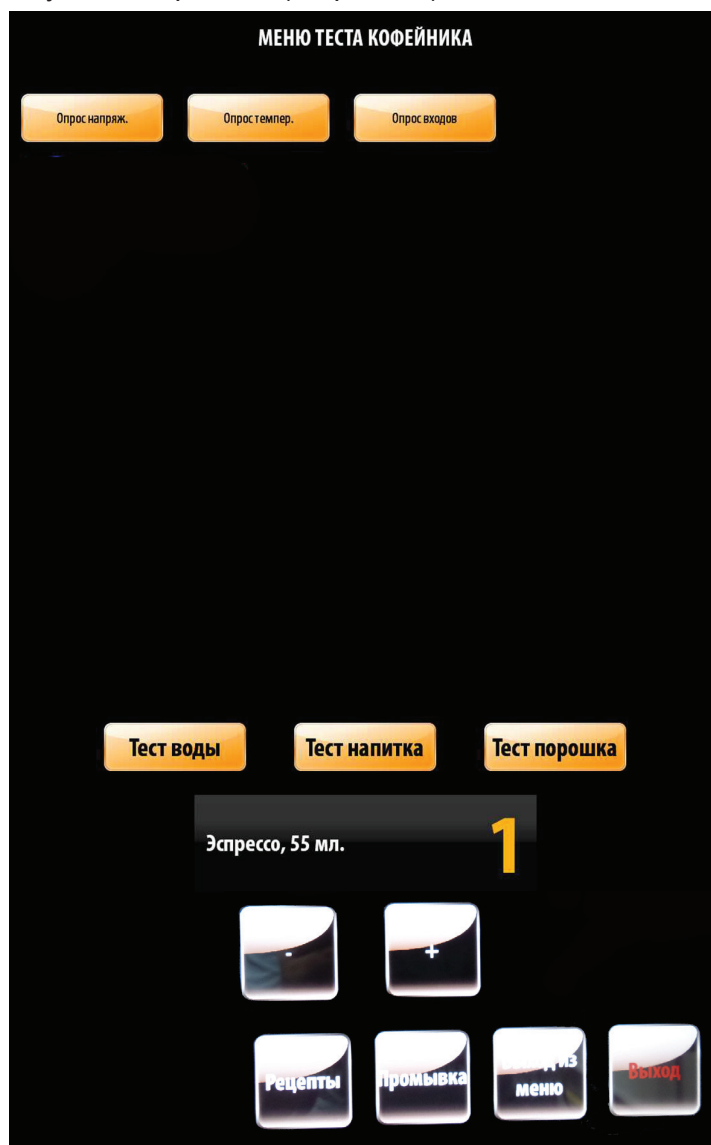 МЕНЮ ТЕСТА КОФЕЙНИКА
Опрос напряж.
Опрос темпер.
Опрос входов
Тест воды
Тест напитка
Тест порошка
Эспрессо, 55 мл.
1
-
+
Рецепты
Промывка
из
меню
Выход